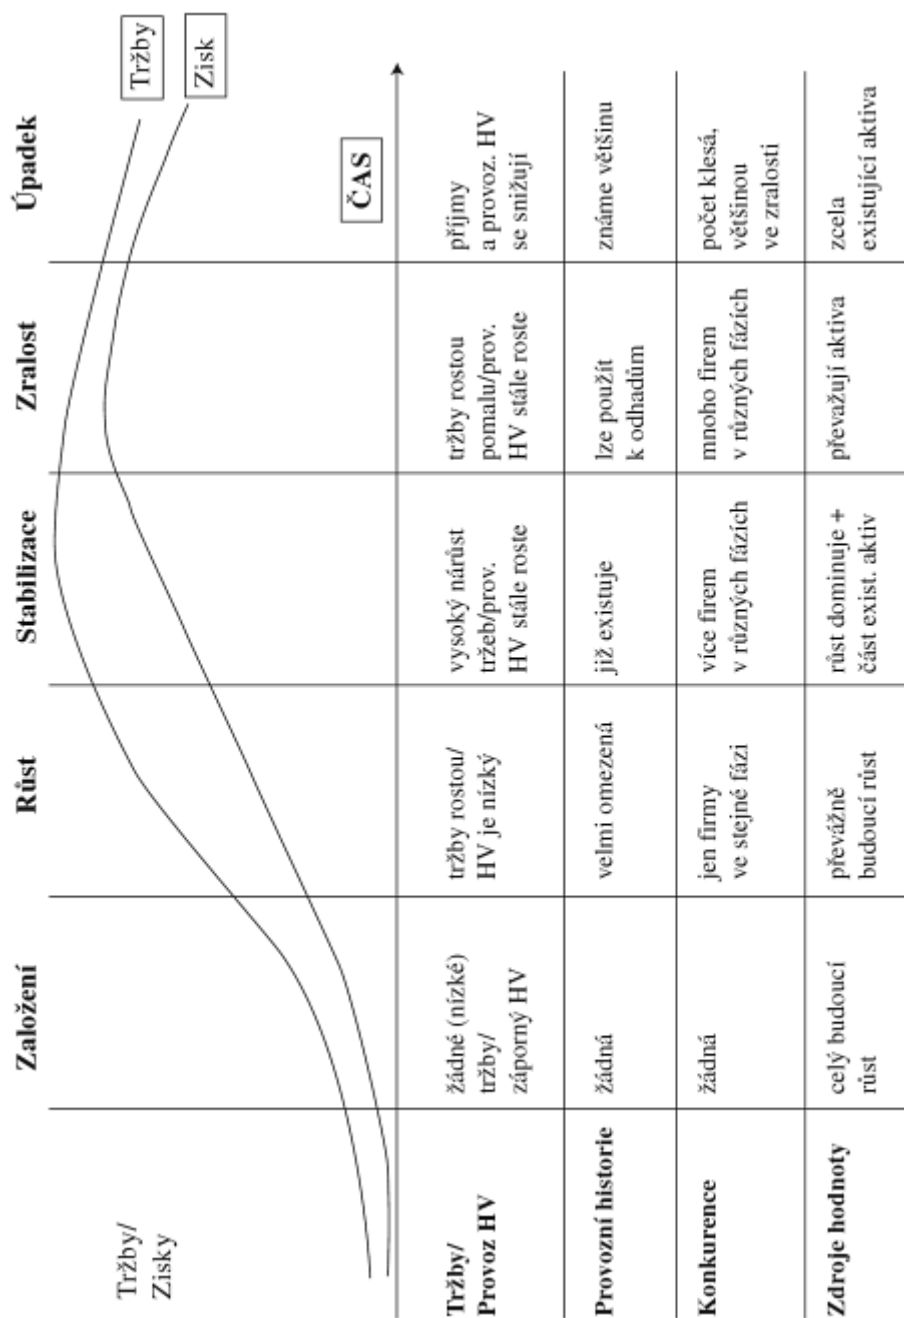 Založení
Růst
Stabilizace
Zralost
Úpadek
Tržby/
Zisky
Tržby
Zisk
ČAS
Tržby/
Provoz HV
žádné (nízké)
tržby/
záporný HV
tržby rostou/
HV je nízký
vysoký nárůst
tržeb/prov.
HV stále roste
tržby rostou
pomalu/prov.
HV stále roste
příjmy
a provoz. HV
se snižují
Provozní historie
žádná
velmi omezená
již existuje
lze použít
k odhadům
známe většinu
Konkurence
žádná
jen firmy
ve stejné fázi
více firem
v různých fázích
mnoho firem
v různých fázích
počet klesá,
většinou
ve zralosti
Zdroje hodnoty
celý budoucí
růst
převážně
budoucí růst
růst dominuje +
část exist. aktiv
převažují aktiva
zcela
existující aktiva